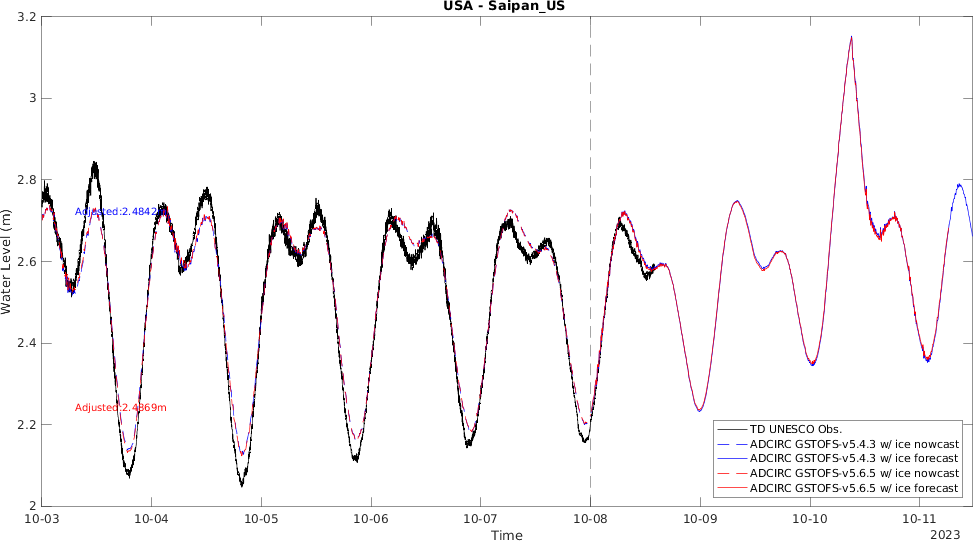 USA - Saipan_US
3.2
3
2.8
2.6
2.4
2.2
2
Water Level (m)
Adjusted:2.4842m
Adjusted:2.4869m
TD UNESCO Obs.
ADCIRC GSTOFS-v5.4.3 w/ ice nowcast
ADCIRC GSTOFS-v5.4.3 w/ ice forecast
ADCIRC GSTOFS-v5.6.5 w/ ice nowcast
ADCIRC GSTOFS-v5.6.5 w/ ice forecast
10-03 10-04 10-05 10-06 10-07 10-08 10-09 10-10 10-11
Time
2023